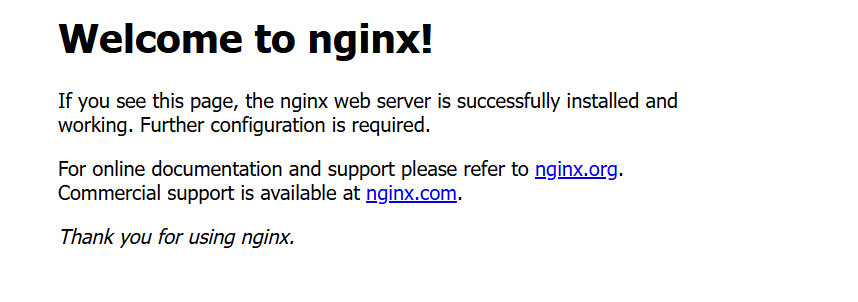 Welcome to nginx!
If you see this page, the nginx web server is successfully installed and
working. Further configuration is required.
For online documentation and support please refer to nginx.org.
Commercial support is available at nginx.com.
Thank you for using nginx.